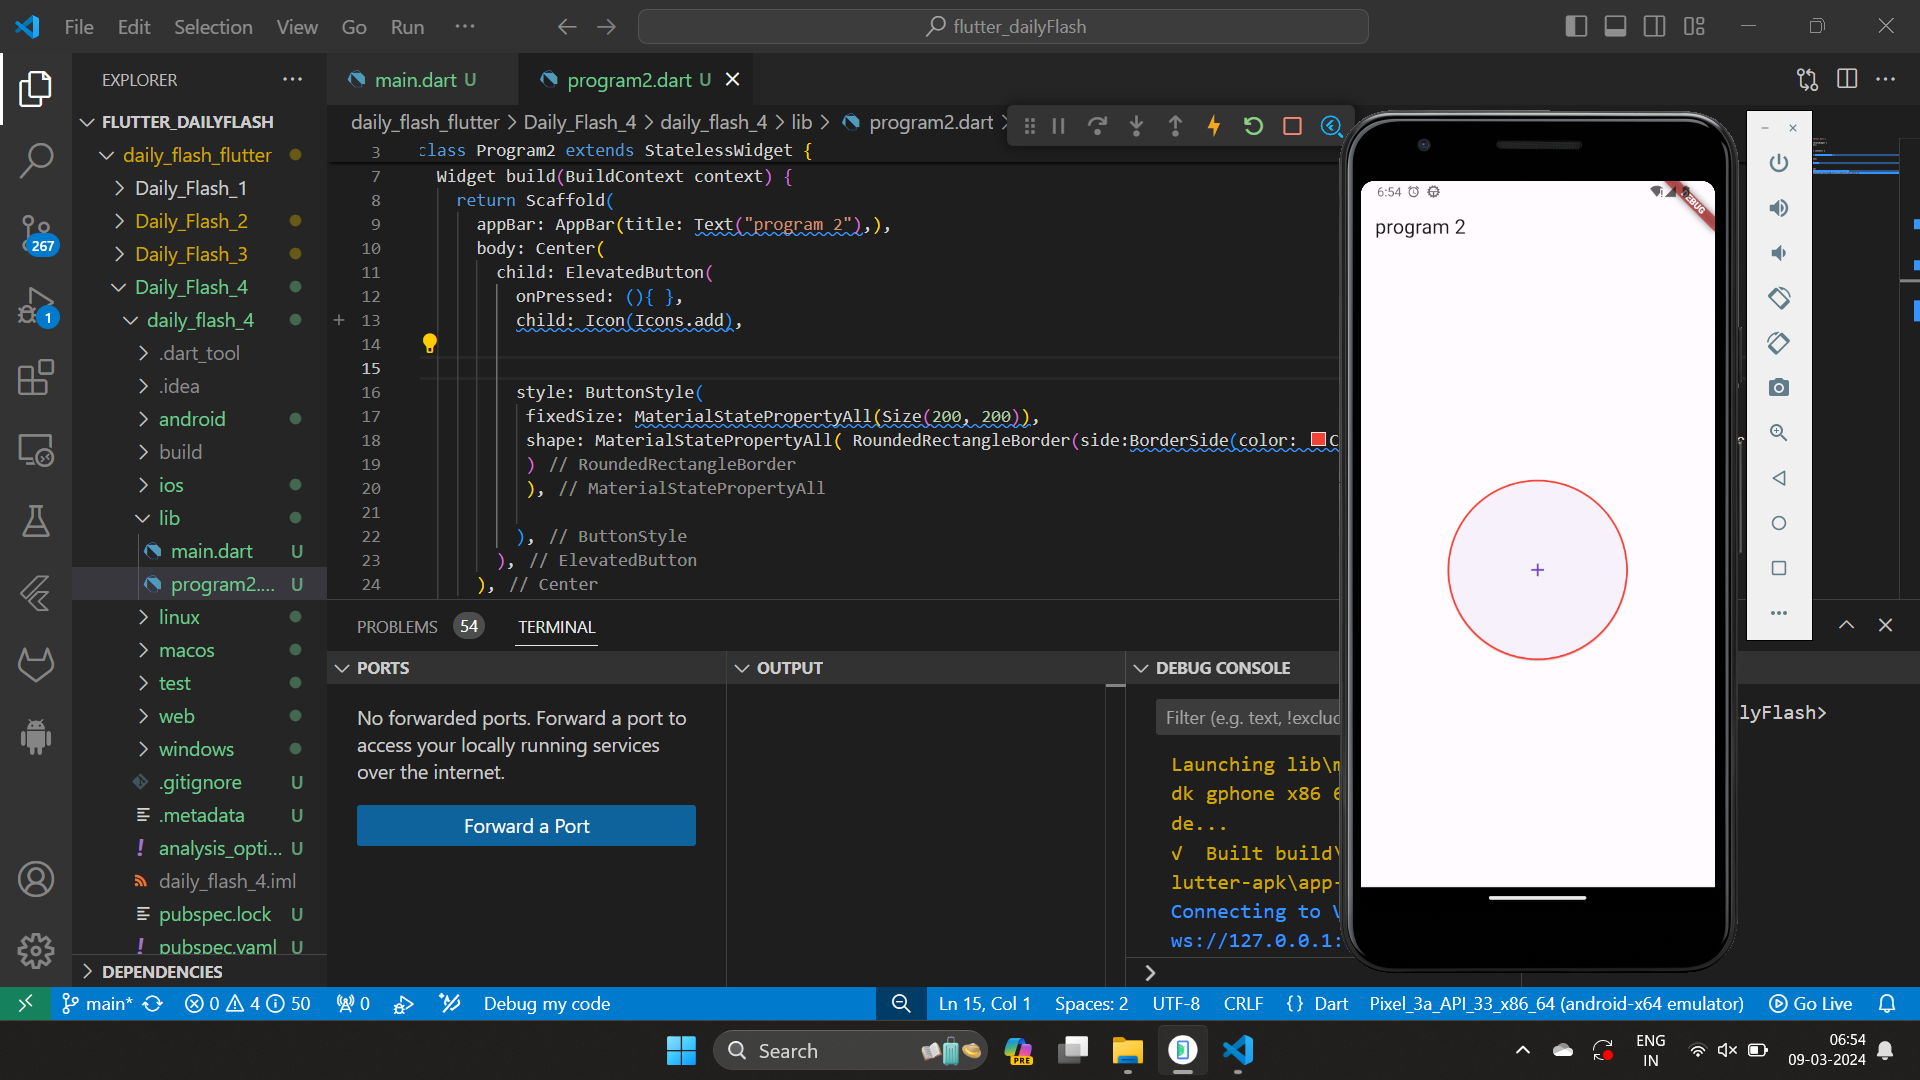 File Edit Selection View Go Run ··· flutter_dailyFlash
EXPLORER ···
FLUTTER_DAILYFLASH
daily_flash_flutter
Daily_Flash_1
Daily_Flash_2
Daily_Flash_3
Daily_Flash_4
daily_flash_4
.dart_tool
.idea
android
build
ios
lib
main.dart U
program2.... U
linux
macos
test
web
windows
.gitignore U
.metadata U
analysis_opti... U
daily_flash_4.iml
pubspec.lock U
pubspec.yaml U
DEPENDENCIES
267
1
main.dart U program2.dart U
daily_flash_flutter > Daily_Flash_4 > daily_flash_4 > lib > program2.dart >
3 class Program2 extends StatelessWidget {
7 Widget build(BuildContext context) {
8 return Scaffold(
9 appBar: AppBar(title: Text("program 2"),),
10 body: Center(
11 child: ElevatedButton(
12 onPressed: (){ },
13 child: Icon(Icons.add),
14
15
16 style: ButtonStyle(
17 fixedSize: MaterialStatePropertyAll(Size(200, 200)),
18 shape: MaterialStatePropertyAll( RoundedRectangleBorder(side:BorderSide(color: C
19 ) // RoundedRectangleBorder
20 ), // MaterialStatePropertyAll
21
22 ), // ButtonStyle
23 ), // ElevatedButton
24 ), // Center
PROBLEMS 54 TERMINAL
PORTS
No forwarded ports. Forward a port to
access your locally running services
over the internet.
Forward a Port
OUTPUT
DEBUG CONSOLE
Filter (e.g. text, !exclud
Launching lib\m
dk gphone x86 6
de...
√ Built build\
lutter-apk\app-
Connecting to V
ws://127.0.0.1:
lyFlash>
6:54
DEBUG
program 2
+
main* 0 4 50 0 Debug my code Ln 15, Col 1 Spaces: 2 UTF-8 CRLF {} Dart Pixel_3a_API_33_x86_64 (android-x64 emulator) Go Live
Search PRE
ENG
IN
06:54
09-03-2024